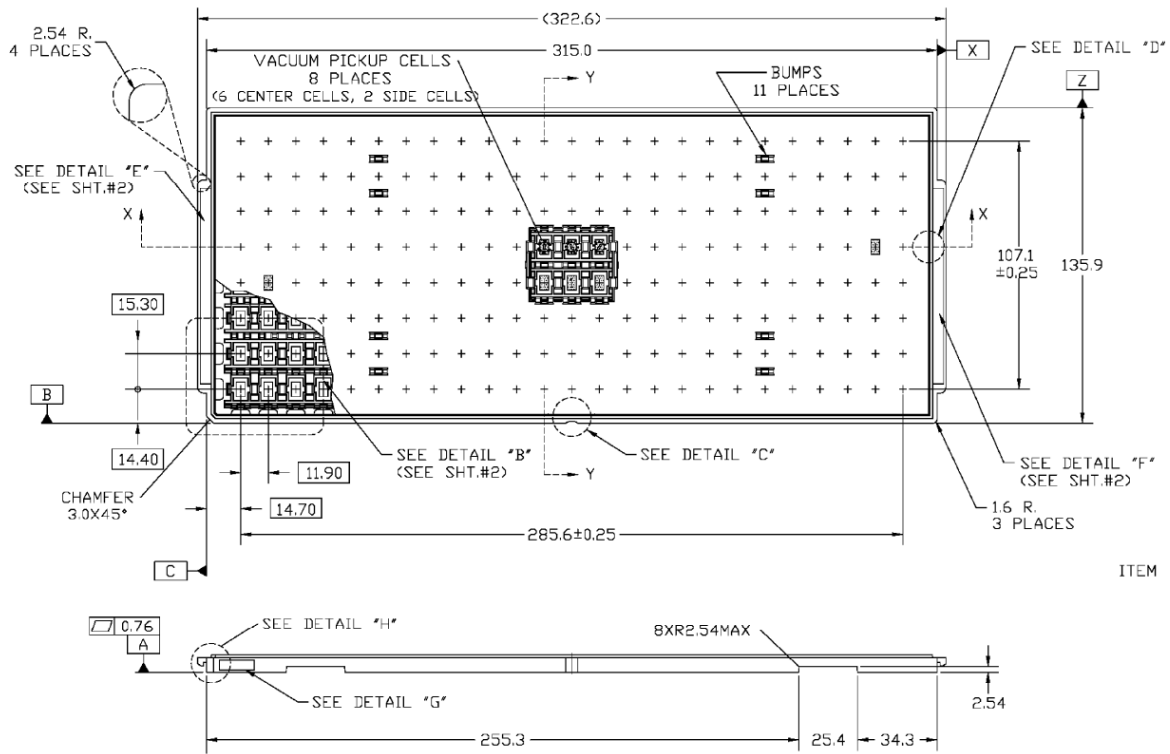 (322.6)
2.54 R.
4 PLACES
315.0
X
SEE DETAIL "D"
VACUUM PICKUP CELLS
8 PLACES
(6 CENTER CELLS, 2 SIDE CELLS)
Y
BUMPS
11 PLACES
Z
SEE DETAIL "E"
(SEE SHT.#2)
X
X
107.1
±0.25
135.9
15.30
B
14.40
11.90
SEE DETAIL "B"
(SEE SHT.#2)
SEE DETAIL "C"
Y
SEE DETAIL "F"
(SEE SHT.#2)
CHAMFER
3.0X45°
14.70
1.6 R.
3 PLACES
285.6±0.25
C
ITEM
0.76
A
SEE DETAIL "H"
8XR2.54MAX
SEE DETAIL "G"
2.54
255.3
25.4
34.3